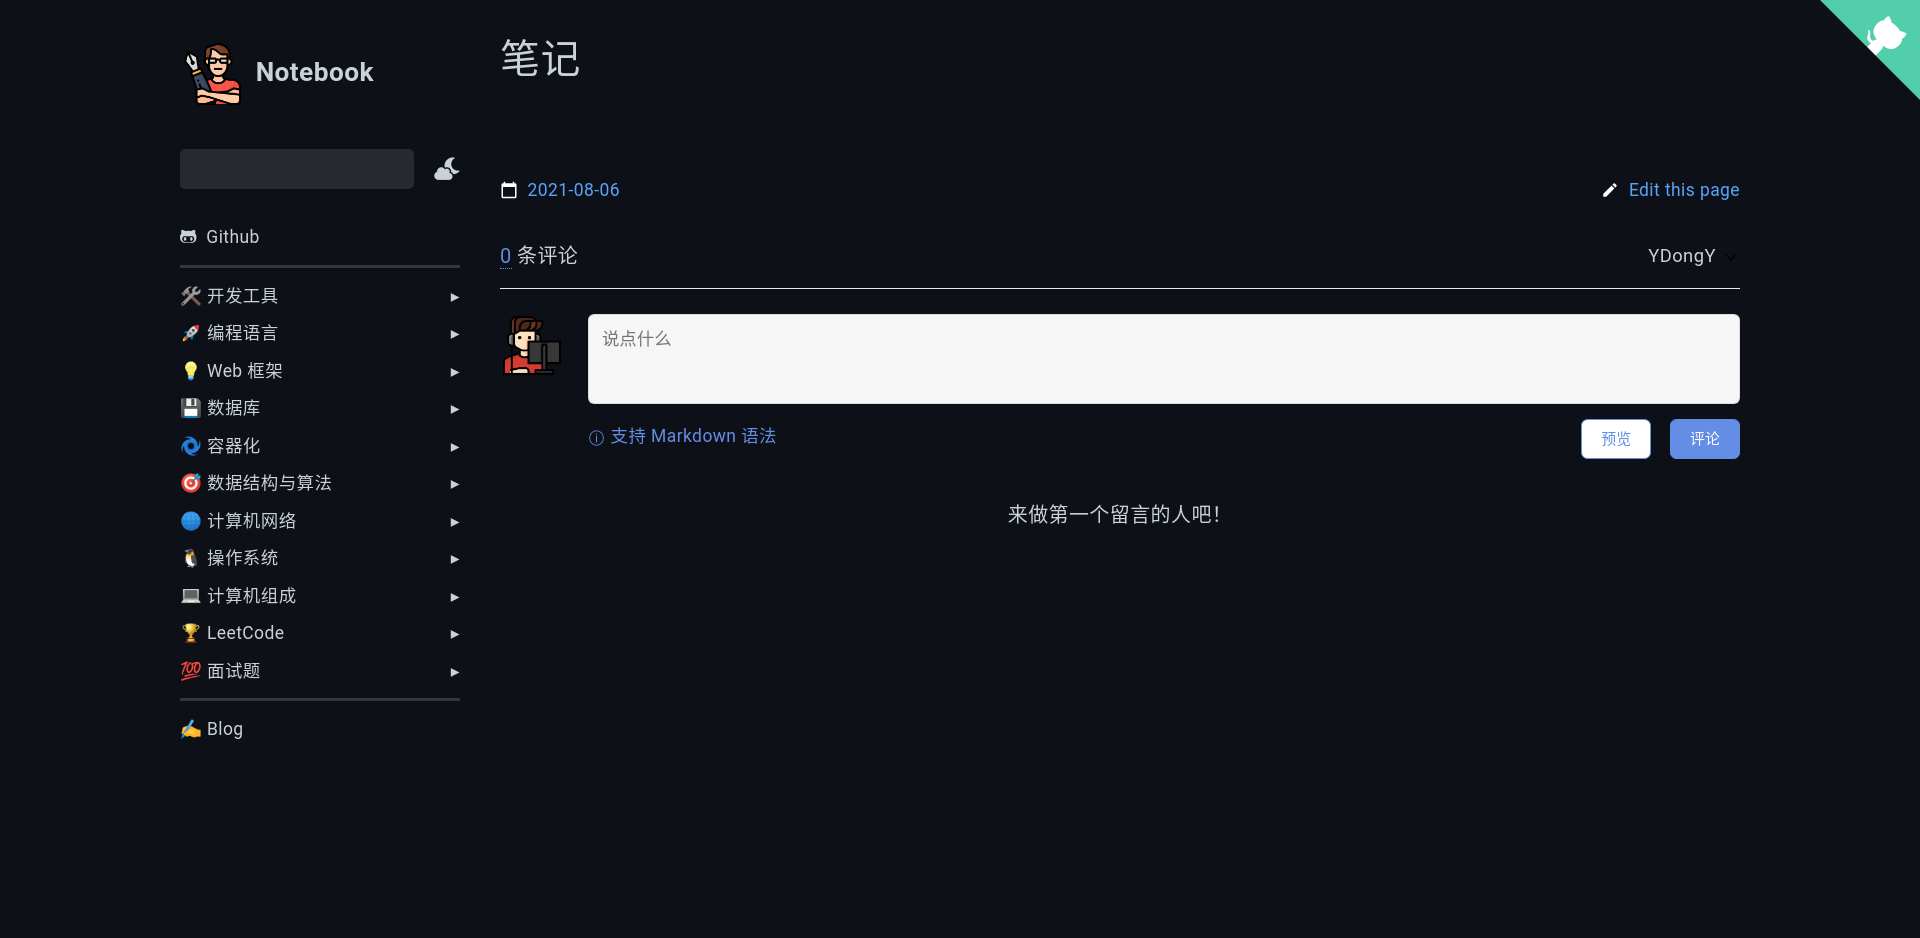 Notebook
Github
🛠 开发工具 ▸
🚀 编程语言 ▸
💡 Web 框架 ▸
💾 数据库 ▸
🌀 容器化 ▸
🎯 数据结构与算法 ▸
🌐 计算机网络 ▸
🐧 操作系统 ▸
💻 计算机组成 ▸
🏆 LeetCode ▸
💯 面试题 ▸
✍ Blog
笔记
2021-08-06
Edit this page
0 条评论
YDongY
说点什么
支持 Markdown 语法
预览
评论
来做第一个留言的人吧！